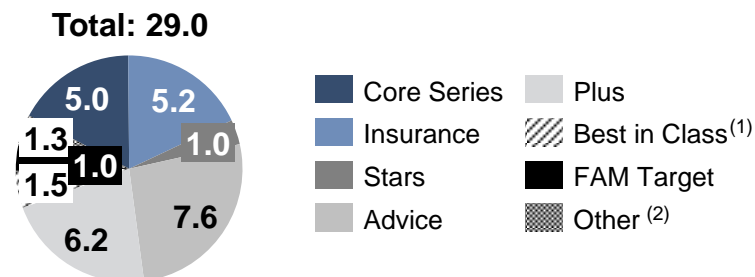 Total: 29.0
5.0
5.2
1.3
1.0
1.0
1.5
7.6
6.2
Core Series
Plus
Insurance
Best in Class(1)
Stars
FAM Target
Advice
Other (2)